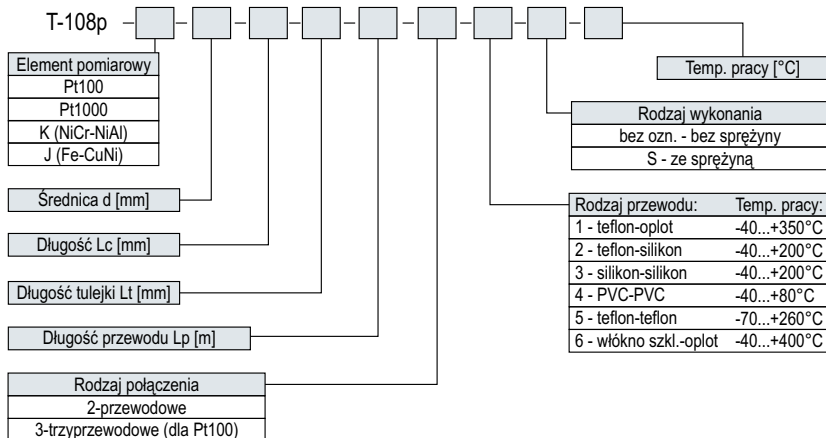 T-108p - - - - - - - - -
Element pomiarowy
Pt100
Pt1000
K (NiCr-NiAl)
J (Fe-CuNi)
Średnica d [mm]
Długość Lc [mm]
Długość tulejki Lt [mm]
Długość przewodu Lp [m]
Rodzaj połączenia
2-przewodowe
3-trzyprzewodowe (dla Pt100)
Temp. pracy [°C]
Rodzaj wykonania
bez ozn. - bez sprężyny
S - ze sprężyną
Rodzaj przewodu: Temp. pracy:
1 - teflon-oplot -40...+350°C
2 - teflon-silikon -40...+200°C
3 - silikon-silikon -40...+200°C
4 - PVC-PVC -40...+80°C
5 - teflon-teflon -70...+260°C
6 - włókno szkl.-oplot -40...+400°C